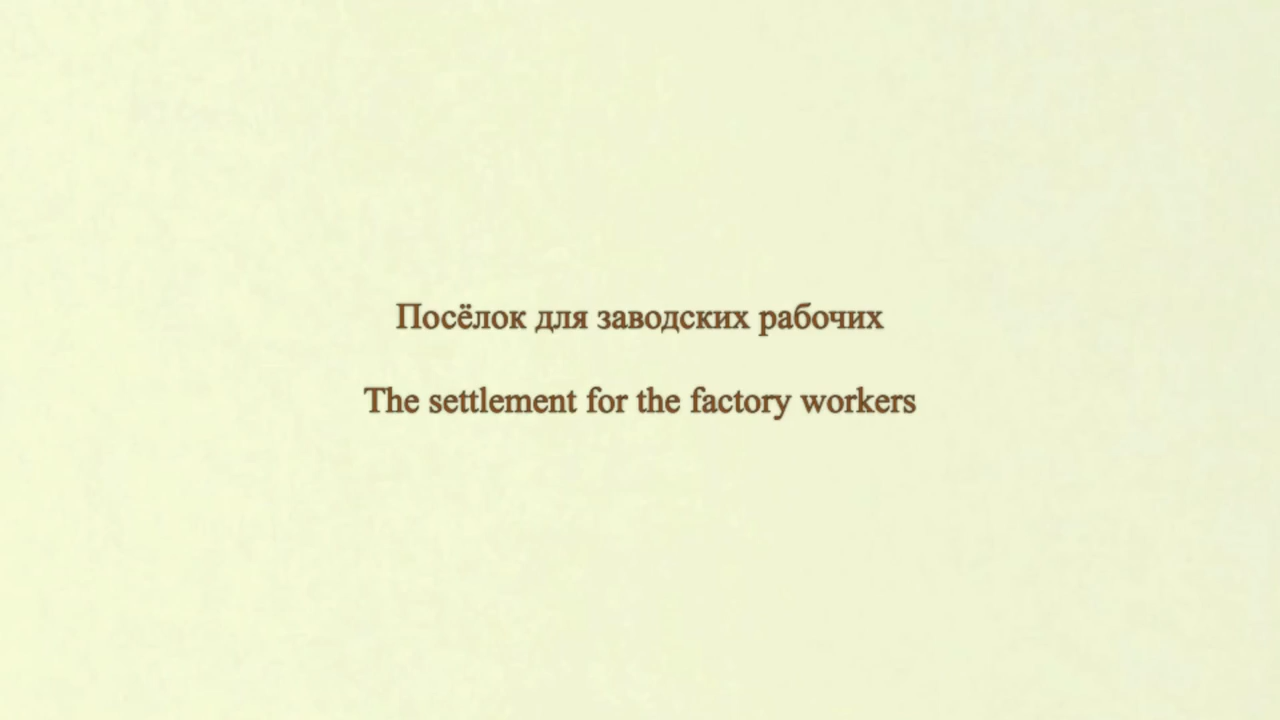 Посёлок для заводских рабочих
The settlement for the factory workers